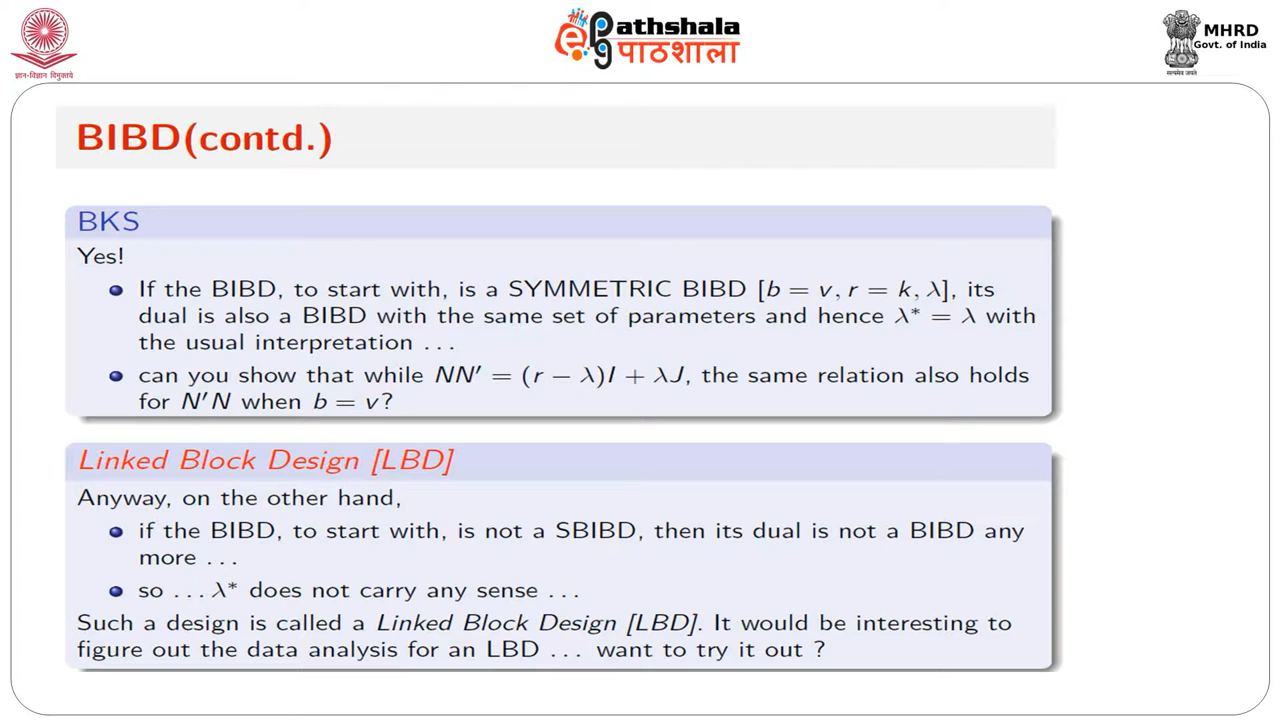 ज्ञान-विज्ञान विमुक्तये
ePathshala
पाठशाला
सत्यमेव जयते
MHRD
Govt. of India
BIBD(contd.)
BKS
Yes!
If the BIBD, to start with, is a SYMMETRIC BIBD [b = v, r = k, λ], its
dual is also a BIBD with the same set of parameters and hence λ* = λ with
the usual interpretation ...
can you show that while NN′ = (r − λ)I + λJ, the same relation also holds
for N′N when b = v?
Linked Block Design [LBD]
Anyway, on the other hand,
if the BIBD, to start with, is not a SBIBD, then its dual is not a BIBD any
more ...
so ... λ* does not carry any sense ...
Such a design is called a Linked Block Design [LBD]. It would be interesting to
figure out the data analysis for an LBD ... want to try it out ?